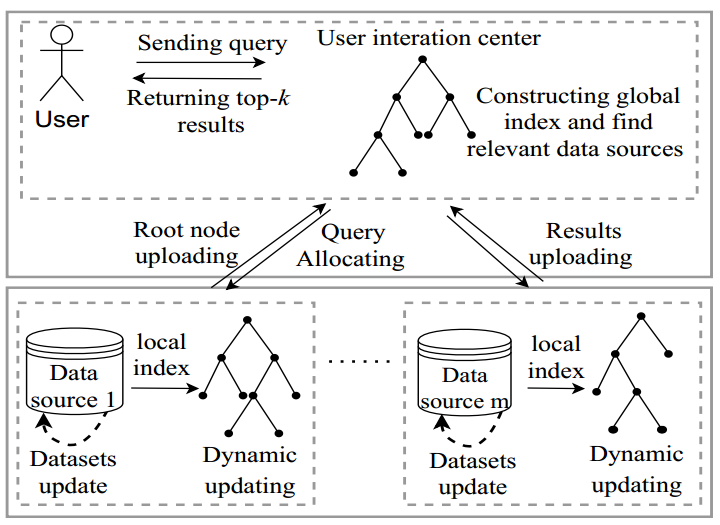 Sending query
User interation center
Returning top-k
results
User
Constructing global
index and find
relevant data sources
Root node
uploading
Query
Allocating
Results
uploading
Data
source 1
local
index
Datasets
update
Dynamic
updating
......
Data
source m
local
index
Datasets
update
Dynamic
updating